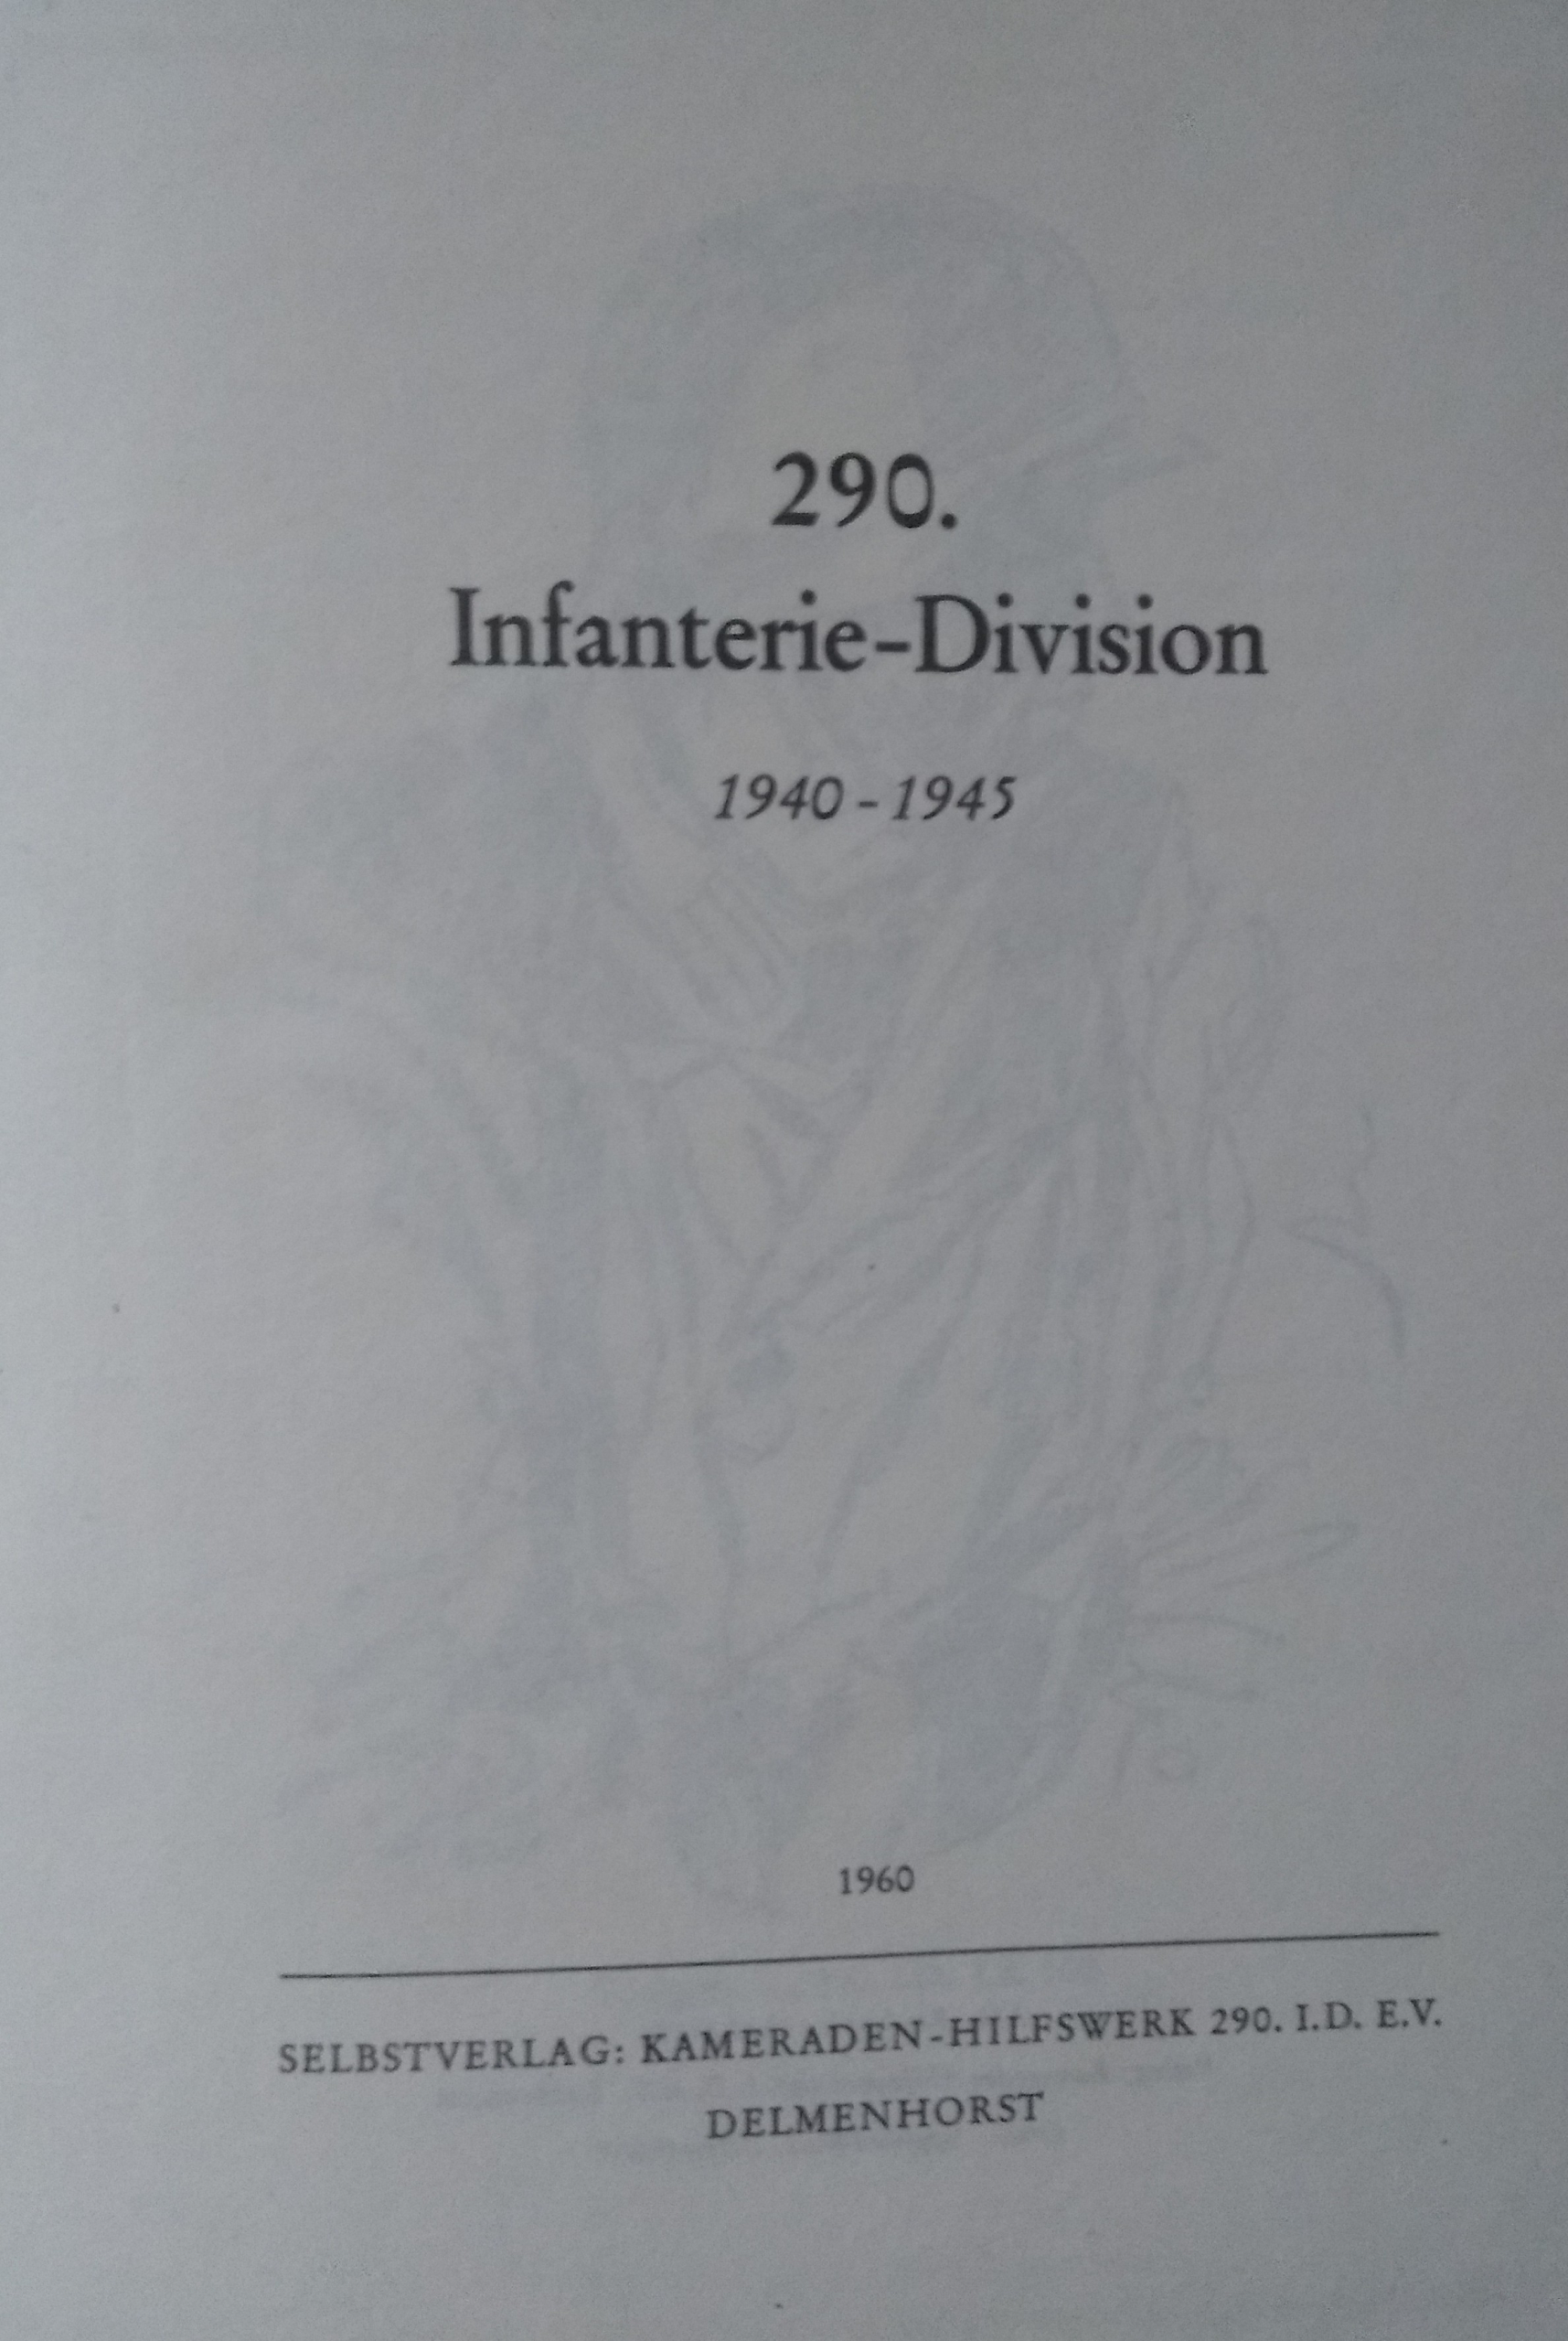 290.
Infanterie-Division
1940-1945
1960
SELBSTVERLAG: KAMERADEN-HILFSWERK 290. I.D. E.V.
DELMENHORST